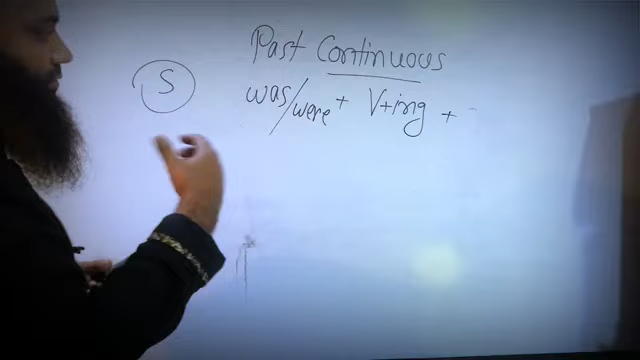 Past Continuous
S was/were + V+ing +